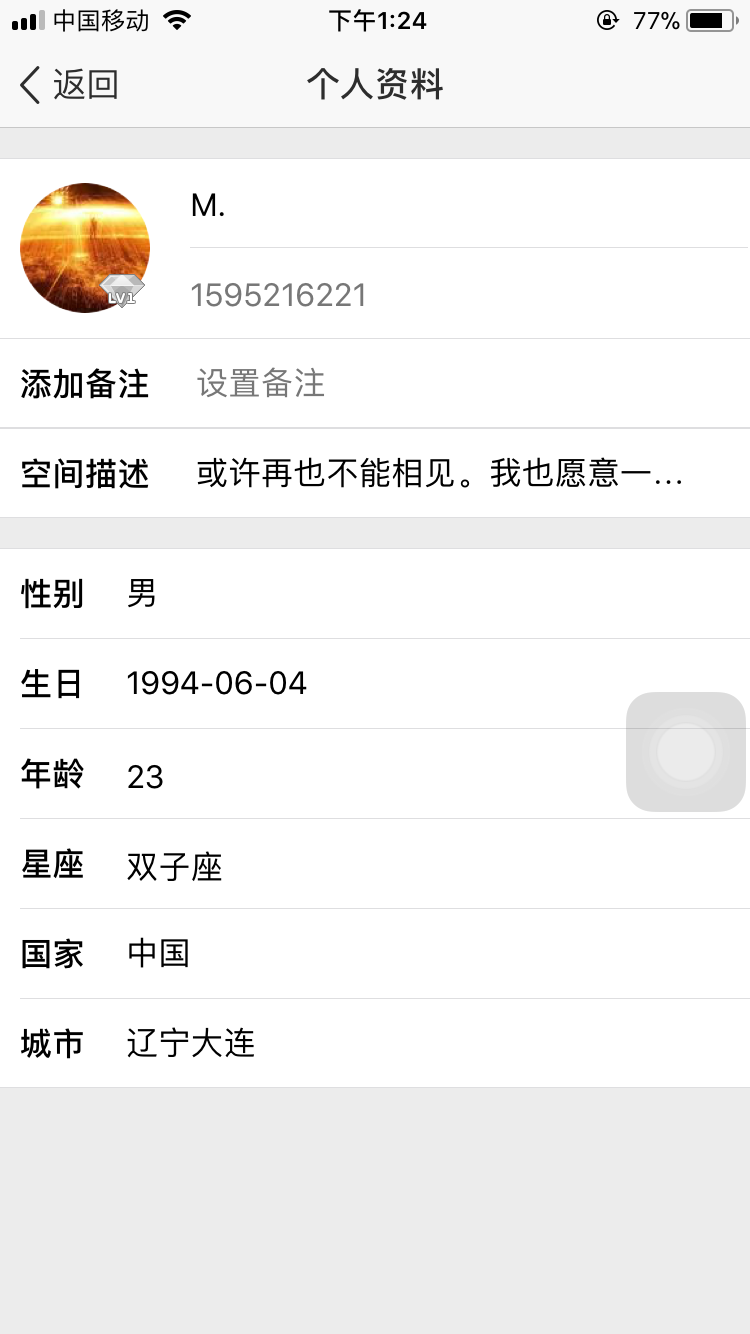 中国移动 下午1:24 77%
返回 个人资料
M.
LV1
1595216221
添加备注 设置备注
空间描述 或许再也不能相见。我也愿意一...
性别 男
生日 1994-06-04
年龄 23
星座 双子座
国家 中国
城市 辽宁大连